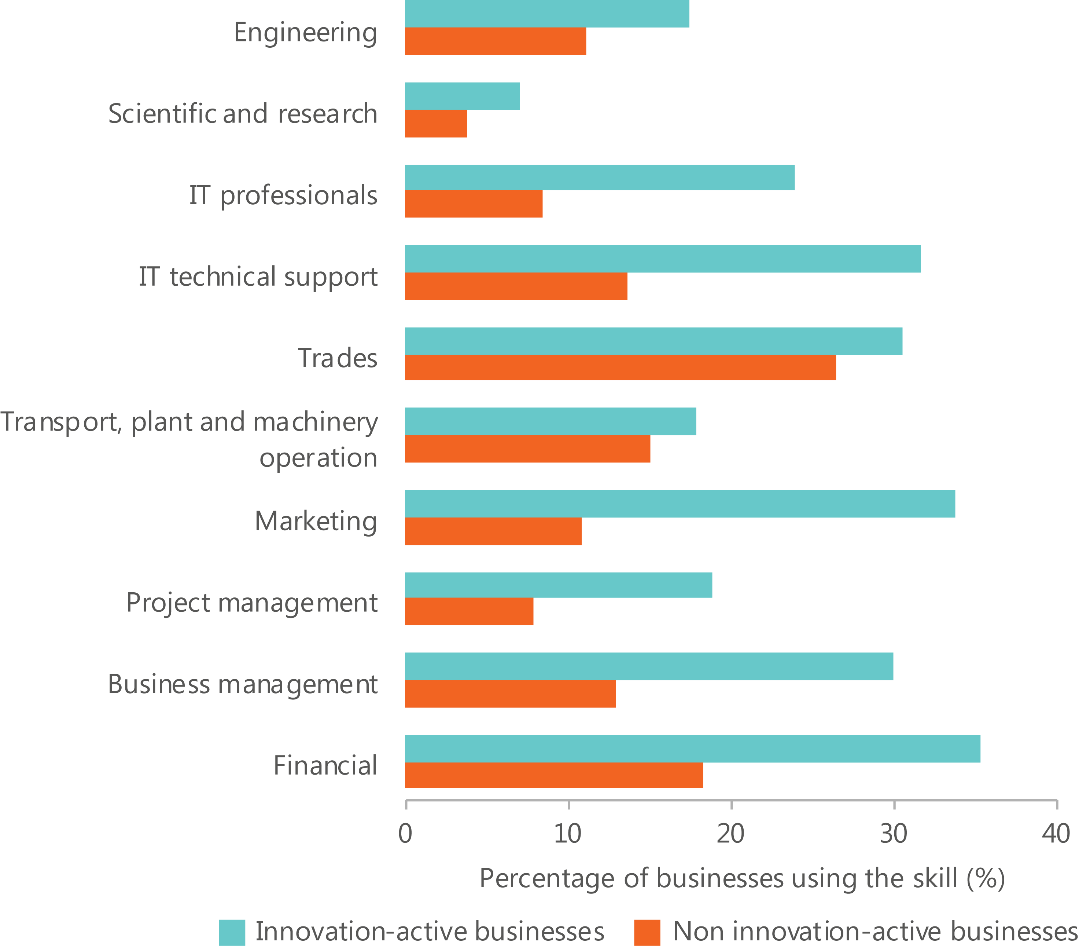 Engineering
Scientific and research
IT professionals
IT technical support
Trades
Transport, plant and machinery
operation
Marketing
Project management
Business management
Financial
0 10 20 30 40
Percentage of businesses using the skill (%)
Innovation-active businesses Non innovation-active businesses